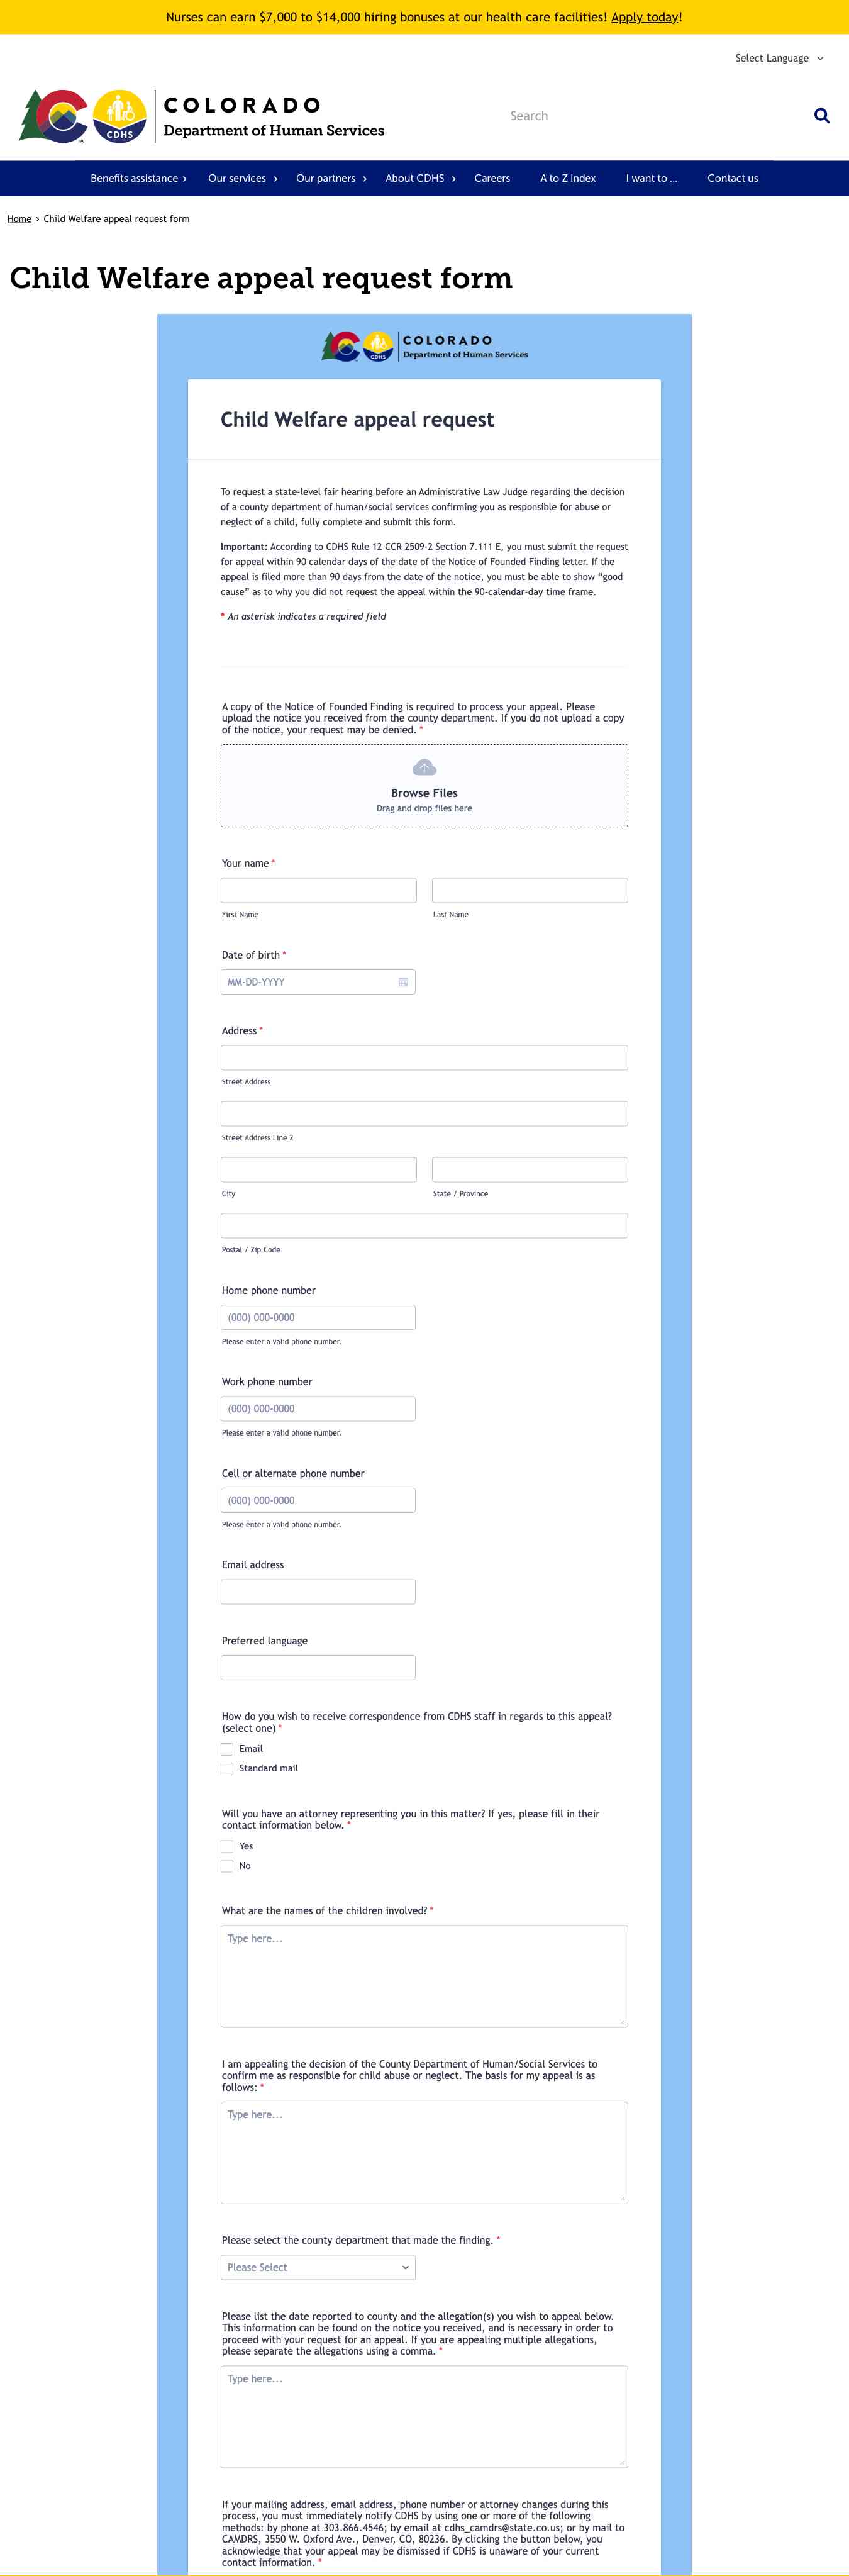 Nurses can earn $7,000 to $14,000 hiring bonuses at our health care facilities! Apply today!
Select Language
COLORADO
Department of Human Services
CDHS
TM
Search
Benefits assistance
Our services
Our partners
About CDHS
Careers
A to Z index
I want to ...
Contact us
Home › Child Welfare appeal request form
Child Welfare appeal request form
COLORADO
Department of Human Services
CDHS
Child Welfare appeal request
To request a state-level fair hearing before an Administrative Law Judge regarding the decision
of a county department of human/social services confirming you as responsible for abuse or
neglect of a child, fully complete and submit this form.
Important: According to CDHS Rule 12 CCR 2509-2 Section 7.111 E, you must submit the request
for appeal within 90 calendar days of the date of the Notice of Founded Finding letter. If the
appeal is filed more than 90 days from the date of the notice, you must be able to show “good
cause” as to why you did not request the appeal within the 90-calendar-day time frame.
* An asterisk indicates a required field
A copy of the Notice of Founded Finding is required to process your appeal. Please
upload the notice you received from the county department. If you do not upload a copy
of the notice, your request may be denied. *
Browse Files
Drag and drop files here
Your name *
First Name
Last Name
Date of birth *
MM-DD-YYYY
Address *
Street Address
Street Address Line 2
City
State / Province
Postal / Zip Code
Home phone number
(000) 000-0000
Please enter a valid phone number.
Work phone number
(000) 000-0000
Please enter a valid phone number.
Cell or alternate phone number
(000) 000-0000
Please enter a valid phone number.
Email address
Preferred language
How do you wish to receive correspondence from CDHS staff in regards to this appeal?
(select one) *
Email
Standard mail
Will you have an attorney representing you in this matter? If yes, please fill in their
contact information below. *
Yes
No
What are the names of the children involved? *
Type here...
I am appealing the decision of the County Department of Human/Social Services to
confirm me as responsible for child abuse or neglect. The basis for my appeal is as
follows: *
Type here...
Please select the county department that made the finding. *
Please Select
Please list the date reported to county and the allegation(s) you wish to appeal below.
This information can be found on the notice you received, and is necessary in order to
proceed with your request for an appeal. If you are appealing multiple allegations,
please separate the allegations using a comma. *
Type here...
If your mailing address, email address, phone number or attorney changes during this
process, you must immediately notify CDHS by using one or more of the following
methods: by phone at 303.866.4546; by email at cdhs_camdrs@state.co.us; or by mail to
CAMDRS, 3550 W. Oxford Ave., Denver, CO, 80236. By clicking the button below, you
acknowledge that your appeal may be dismissed if CDHS is unaware of your current
contact information. *